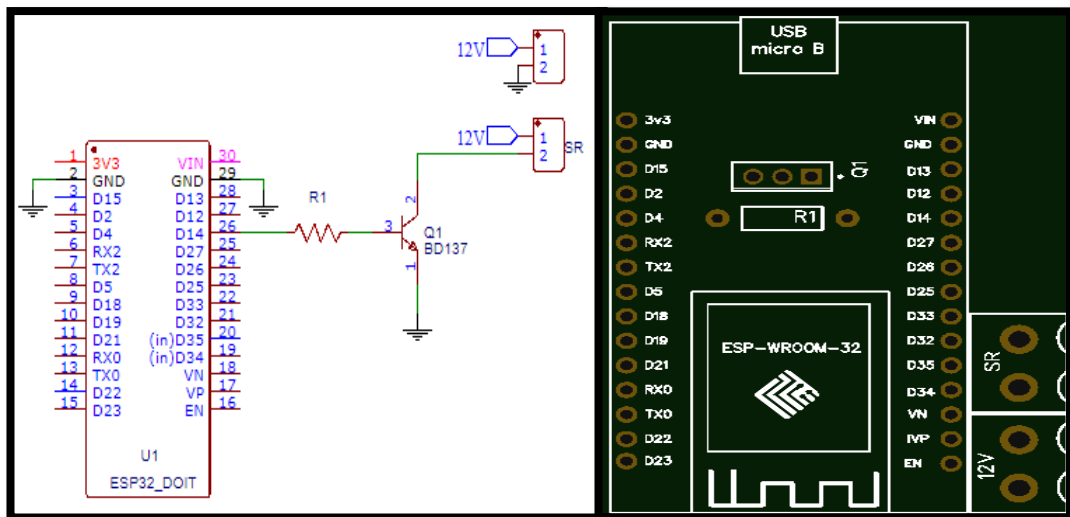 12V
1
2
12V
1
2
SR
1 3V3 VIN 30
2 GND GND 29
3 D15 D13 28
4 D2 D12 27
5 D4 D14 26
6 RX2 D27 25
7 TX2 D26 24
8 D5 D25 23
9 D18 D33 22
10 D19 D32 21
11 D21 (in)D35 20
12 RX0 (in)D34 19
13 TX0 VN 18
14 D22 VP 17
15 D23 EN 16
U1
ESP32_DOIT
R1
2
3
Q1
BD137
1
USB
micro B
3v3 VIN
GND GND
D15 D13
D2 D12
D4 D14
RX2 D27
TX2 D26
D5 D25
D18 D33
D19 D32
D21 D35
RX0 D34
TX0 VN
D22 IVP
D23 EN
Q1
R1
ESP-WROOM-32
SR
12V